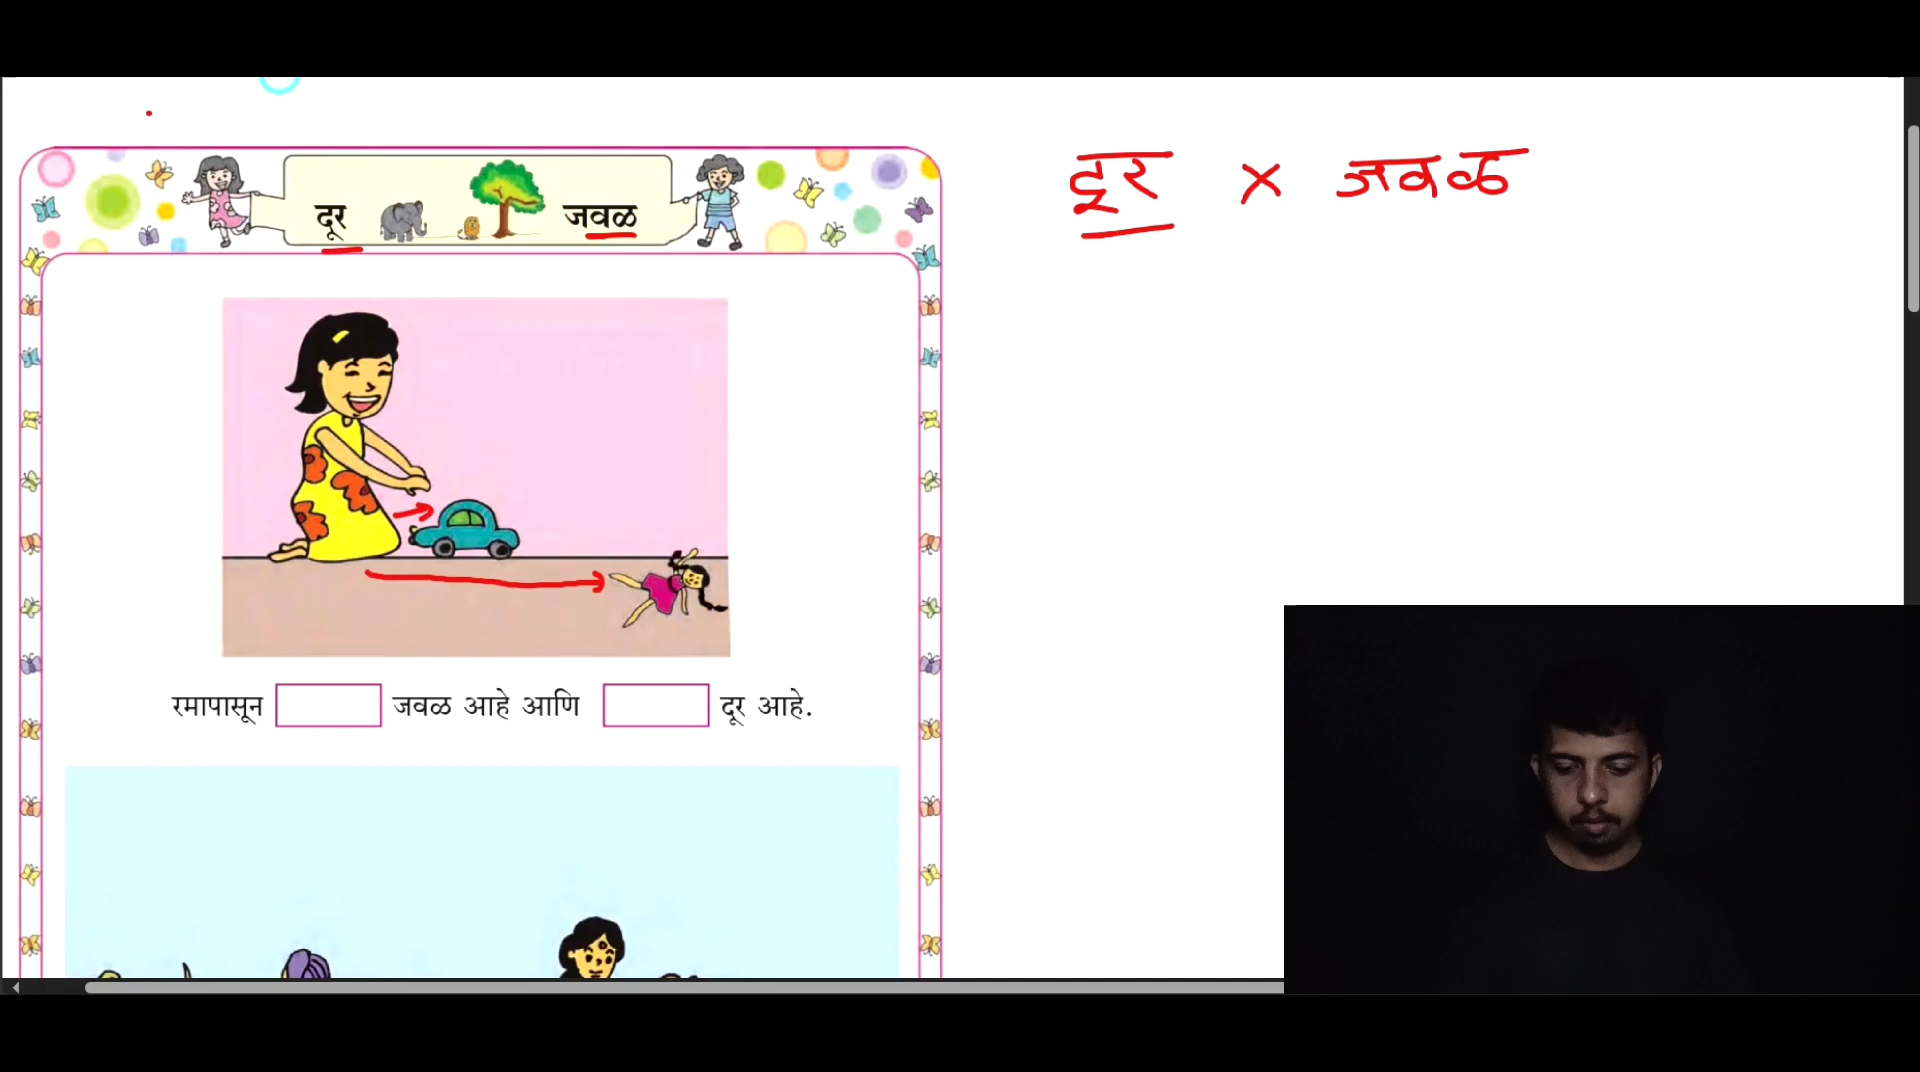 दूर जवळ
दूर × जवळ
रमापासून जवळ आहे आणि दूर आहे.